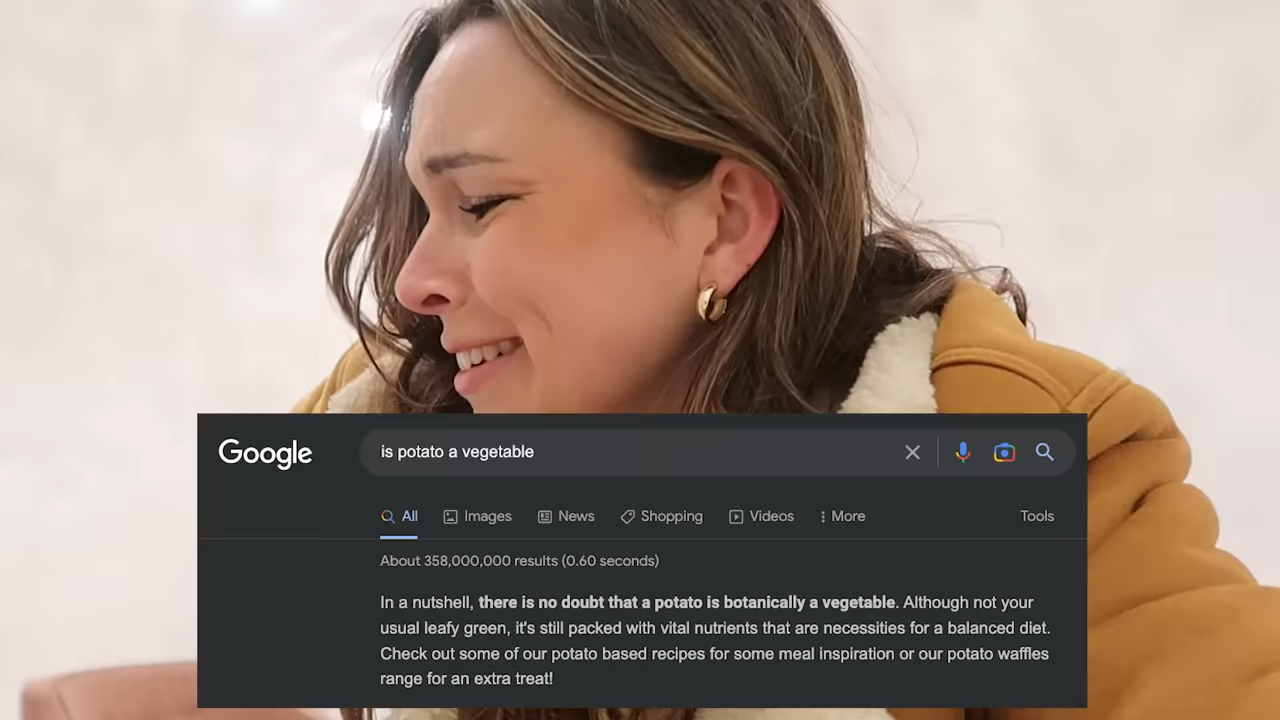 Google is potato a vegetable
All Images News Shopping Videos More Tools
About 358,000,000 results (0.60 seconds)
In a nutshell, there is no doubt that a potato is botanically a vegetable. Although not your
usual leafy green, it's still packed with vital nutrients that are necessities for a balanced diet.
Check out some of our potato based recipes for some meal inspiration or our potato waffles
range for an extra treat!